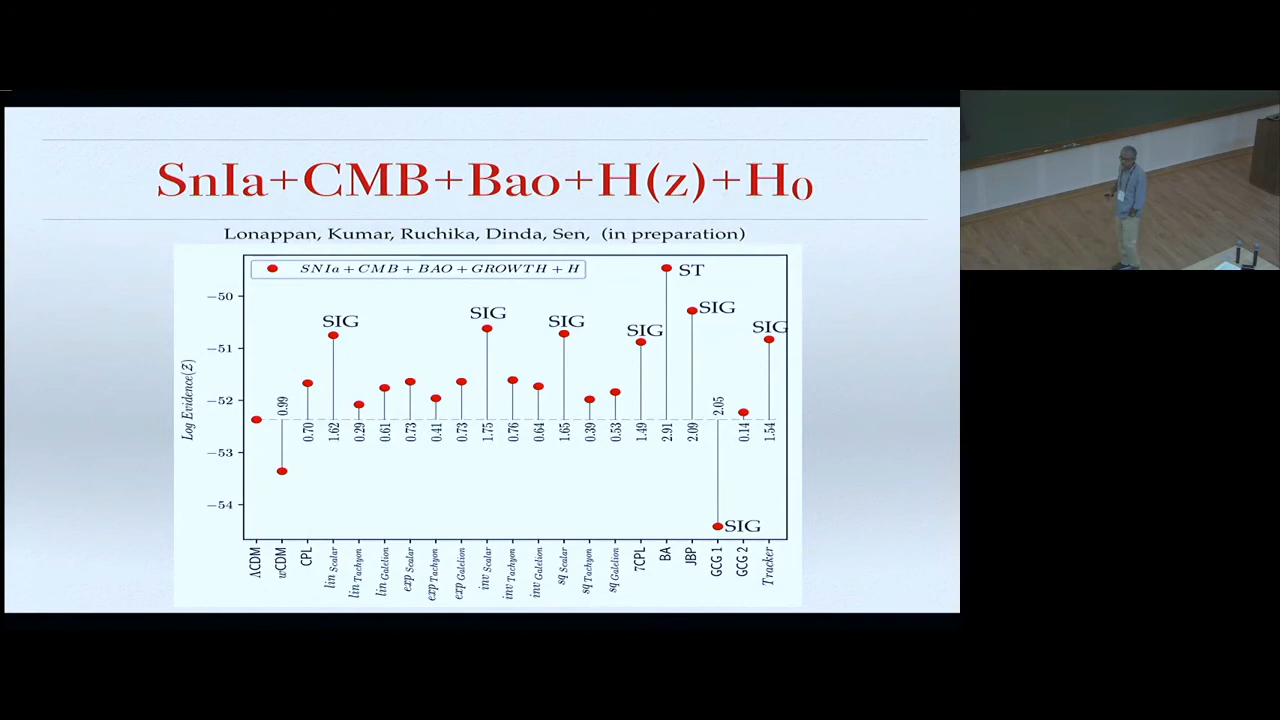 SnIa+CMB+Bao+H(z)+H₀
Lonappan, Kumar, Ruchika, Dinda, Sen, (in preparation)
SNIa + CMB + BAO + GROWTH + H
Log Evidence(Z)
−50
−51
−52
−53
−54
ST
SIG
SIG
SIG
SIG
SIG
SIG
SIG
0.99
0.70
1.62
0.29
0.61
0.73
0.41
0.73
1.75
0.76
0.64
1.65
0.39
0.53
1.49
2.91
2.09
2.05
0.14
1.54
ΛCDM
wCDM
CPL
lin Scalar
lin Tachyon
lin Galelion
exp Scalar
exp Tachyon
exp Galelion
inv Scalar
inv Tachyon
inv Galelion
sq Scalar
sq Tachyon
sq Galelion
7CPL
BA
JBP
GCG 1
GCG 2
Tracker